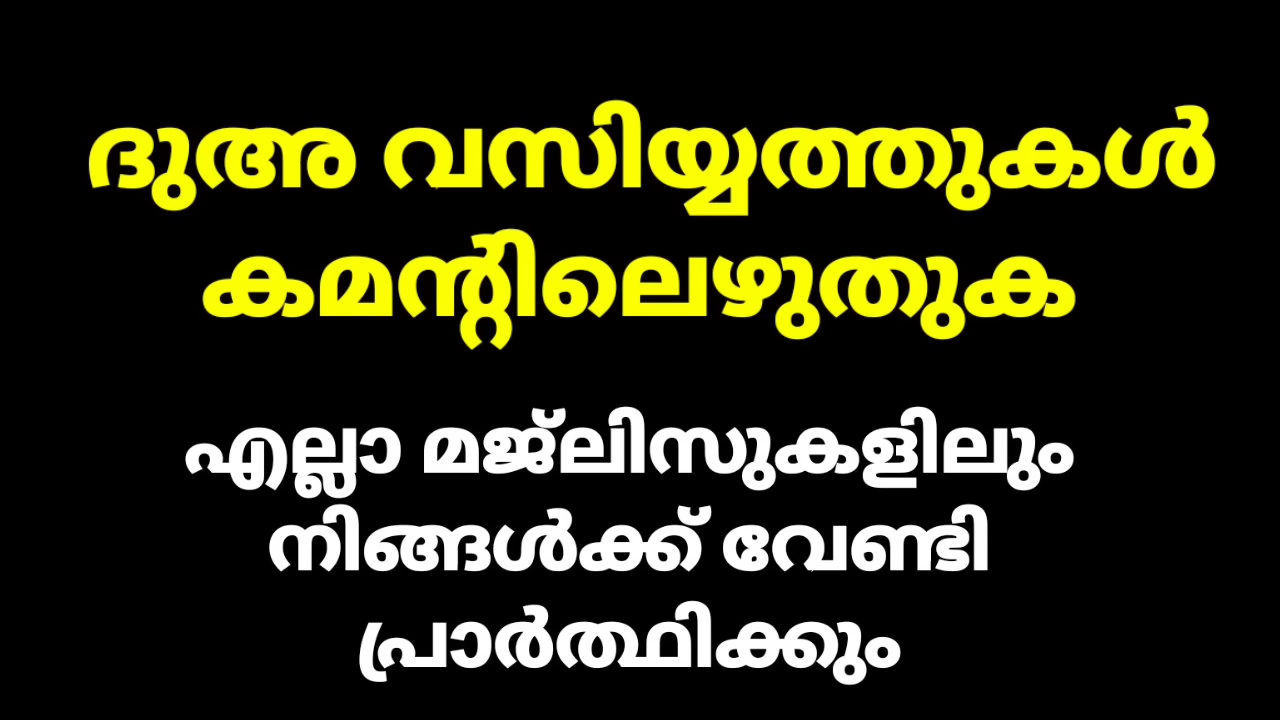 ദുഅ വസിയ്യത്തുകൾ
കമന്റിലെഴുതുക
എല്ലാ മജ്‌ലിസുകളിലും
നിങ്ങൾക്ക് വേണ്ടി
പ്രാർത്ഥിക്കും